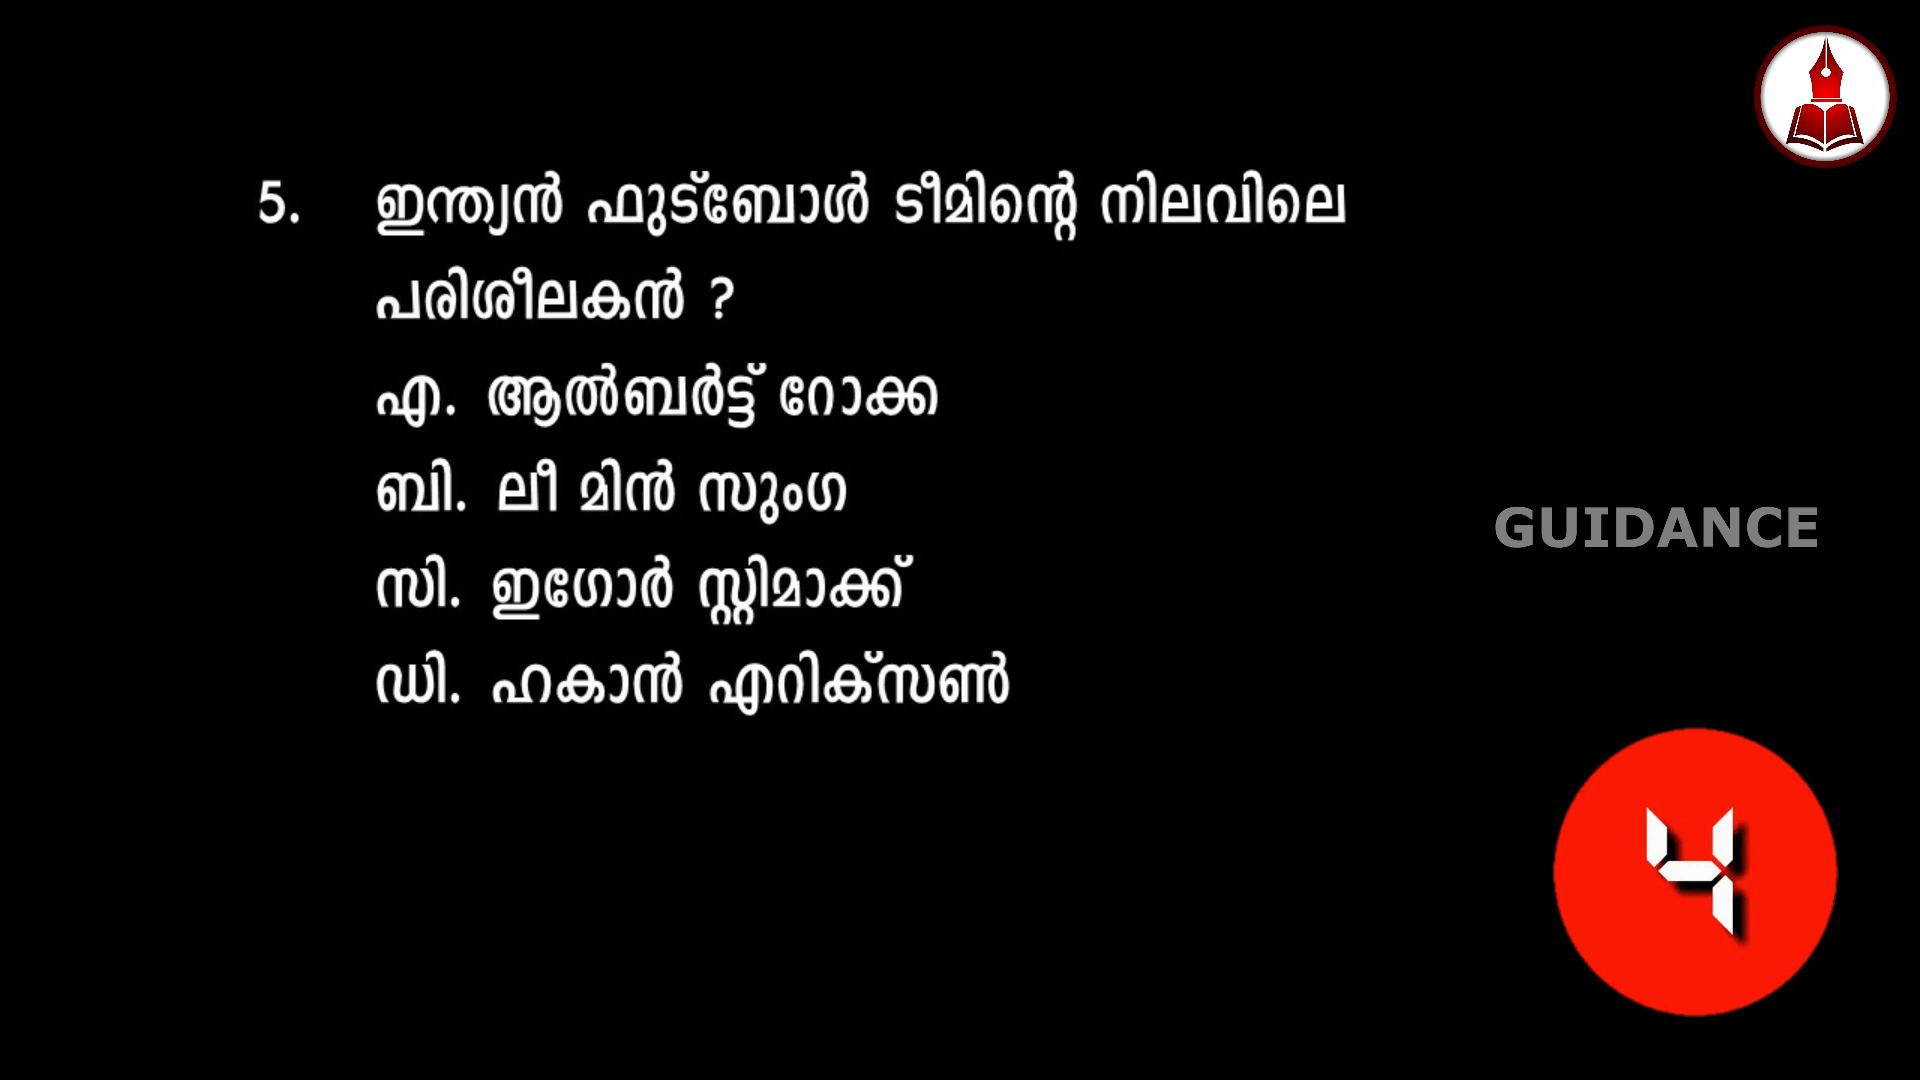 5. ഇന്ത്യൻ ഫുട്ബോൾ ടീമിന്റെ നിലവിലെ
പരിശീലകൻ ?
എ. ആൽബർട്ട് റോക്ക
ബി. ലീ മിൻ സുംഗ
സി. ഇഗോർ സ്റ്റിമാക്ക്
ഡി. ഹകാൻ എറിക്സൺ
GUIDANCE
4